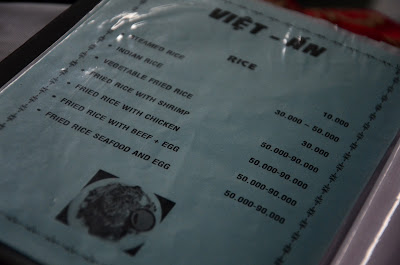 VIỆT - ẤN
RICE
• STEAMED RICE 10.000
• INDIAN RICE 30.000 – 50.000
• VEGETABLE FRIED RICE 30.000
• FRIED RICE WITH SHRIMP 50.000-90.000
• FRIED RICE WITH CHICKEN 50.000-90.000
• FRIED RICE WITH BEEF + EGG 50.000-90.000
• FRIED RICE SEAFOOD AND EGG 50.000-90.000